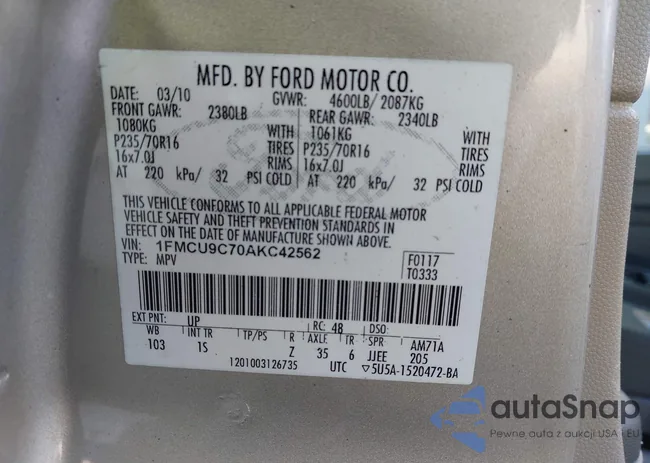 MFD. BY FORD MOTOR CO.
DATE: 03/10 GVWR: 4600LB/ 2087KG
FRONT GAWR: 2380LB REAR GAWR: 2340LB
1080KG WITH 1061KG WITH
P235/70R16 TIRES P235/70R16 TIRES
16x7.0J RIMS 16x7.0J RIMS
AT 220 kPa/ 32 PSI COLD AT 220 kPa/ 32 PSI COLD
THIS VEHICLE CONFORMS TO ALL APPLICABLE FEDERAL MOTOR
VEHICLE SAFETY AND THEFT PREVENTION STANDARDS IN
EFFECT ON THE DATE OF MANUFACTURE SHOWN ABOVE.
VIN: 1FMCU9C70AKC42562 F0117
TYPE: MPV T0333
EXT PNT: UP RC: 48 DSO:
WB INT TR TP/PS R AXLE TR SPR AM71A
103 1S Z 35 6 JJEE 205
1201003126735 UTC ▽5U5A-1520472-BA
autaSnap
Pewne auta z aukcji USA - EU